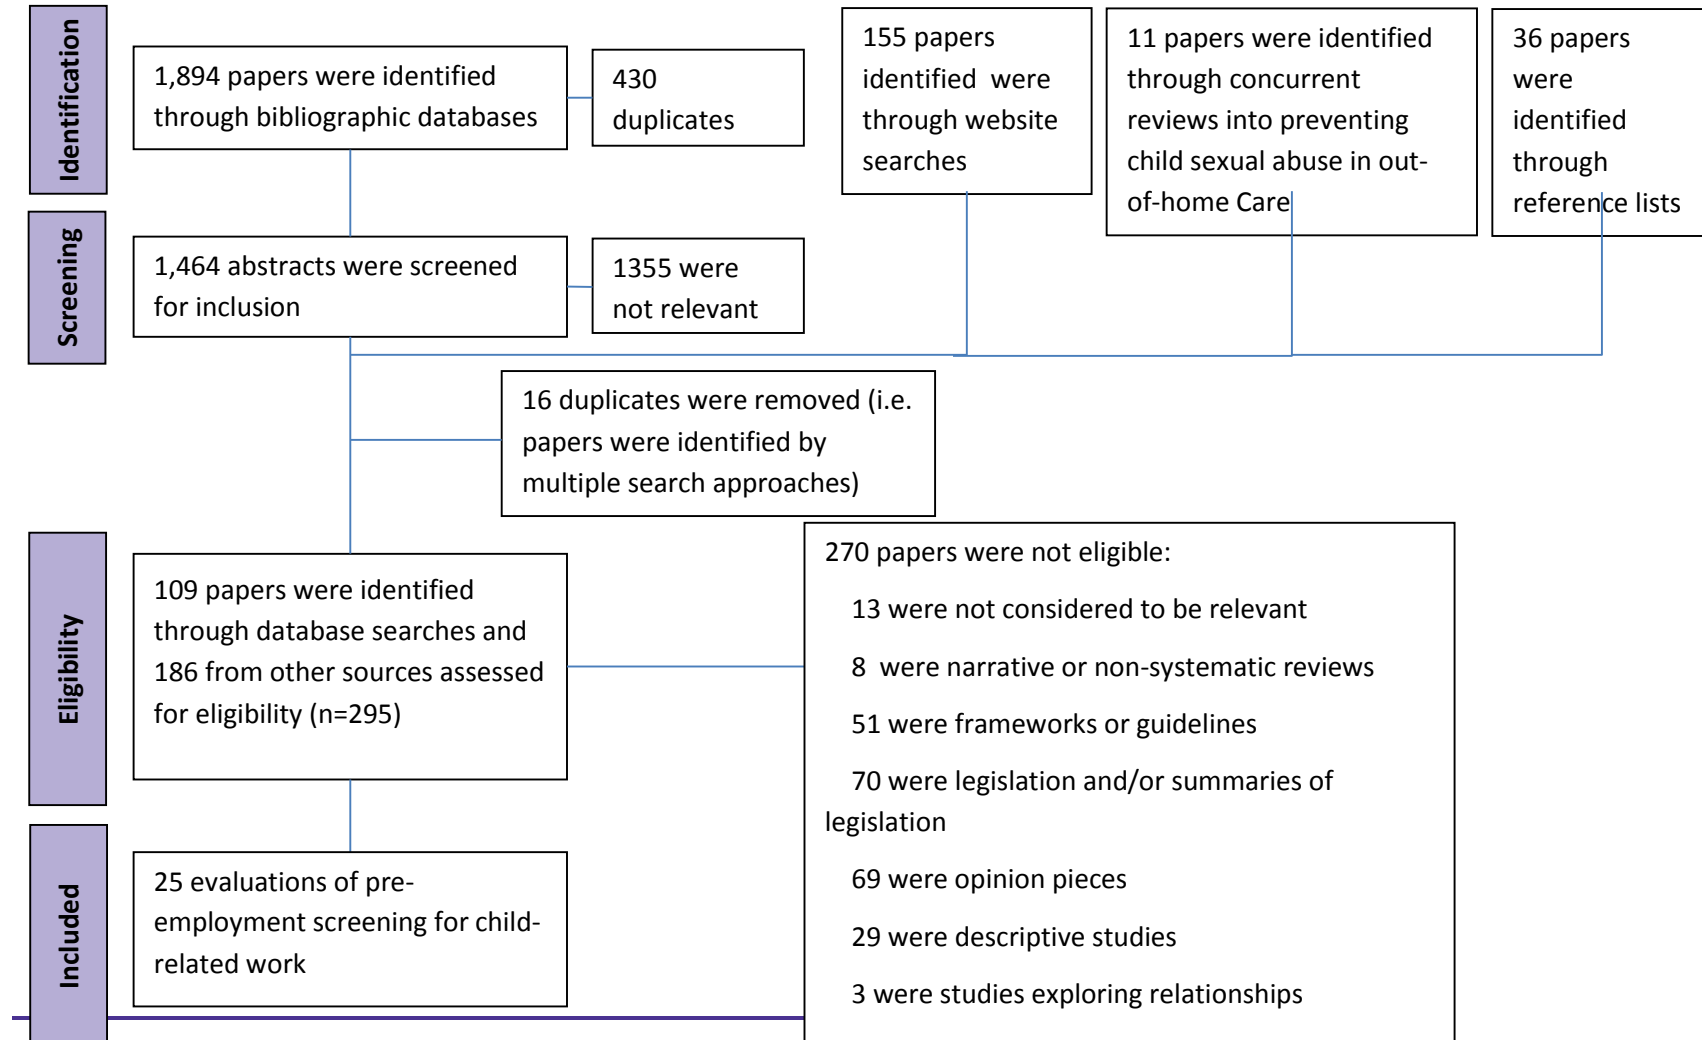 Identification
1,894 papers were identified
through bibliographic databases
430
duplicates
155 papers
identified  were
through website
searches
11 papers were identified
through concurrent
reviews into preventing
child sexual abuse in out-
of-home Care
36 papers
were
identified
through
reference lists
Screening
1,464 abstracts were screened
for inclusion
1355 were
not relevant
16 duplicates were removed (i.e.
papers were identified by
multiple search approaches)
Eligibility
109 papers were identified
through database searches and
186 from other sources assessed
for eligibility (n=295)
270 papers were not eligible:
13 were not considered to be relevant
8  were narrative or non-systematic reviews
51 were frameworks or guidelines
70 were legislation and/or summaries of
legislation
69 were opinion pieces
29 were descriptive studies
3 were studies exploring relationships
Included
25 evaluations of pre-
employment screening for child-
related work